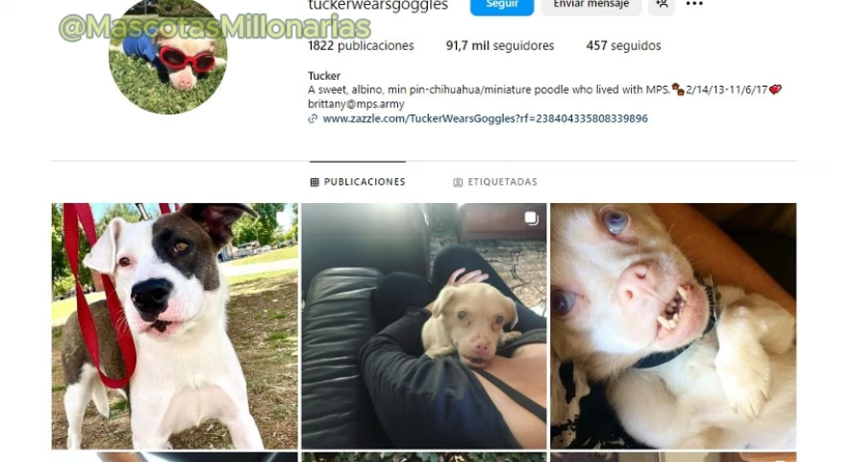 tuckerwearsgoggles
Seguir
Enviar mensaje
@MascotasMillonarias
1822 publicaciones
91,7 mil seguidores
457 seguidos
Tucker
A sweet, albino, min pin-chihuahua/miniature poodle who lived with MPS.🐾2/14/13-11/6/17💘
brittany@mps.army
www.zazzle.com/TuckerWearsGoggles?rf=238404335808339896
PUBLICACIONES
ETIQUETADAS